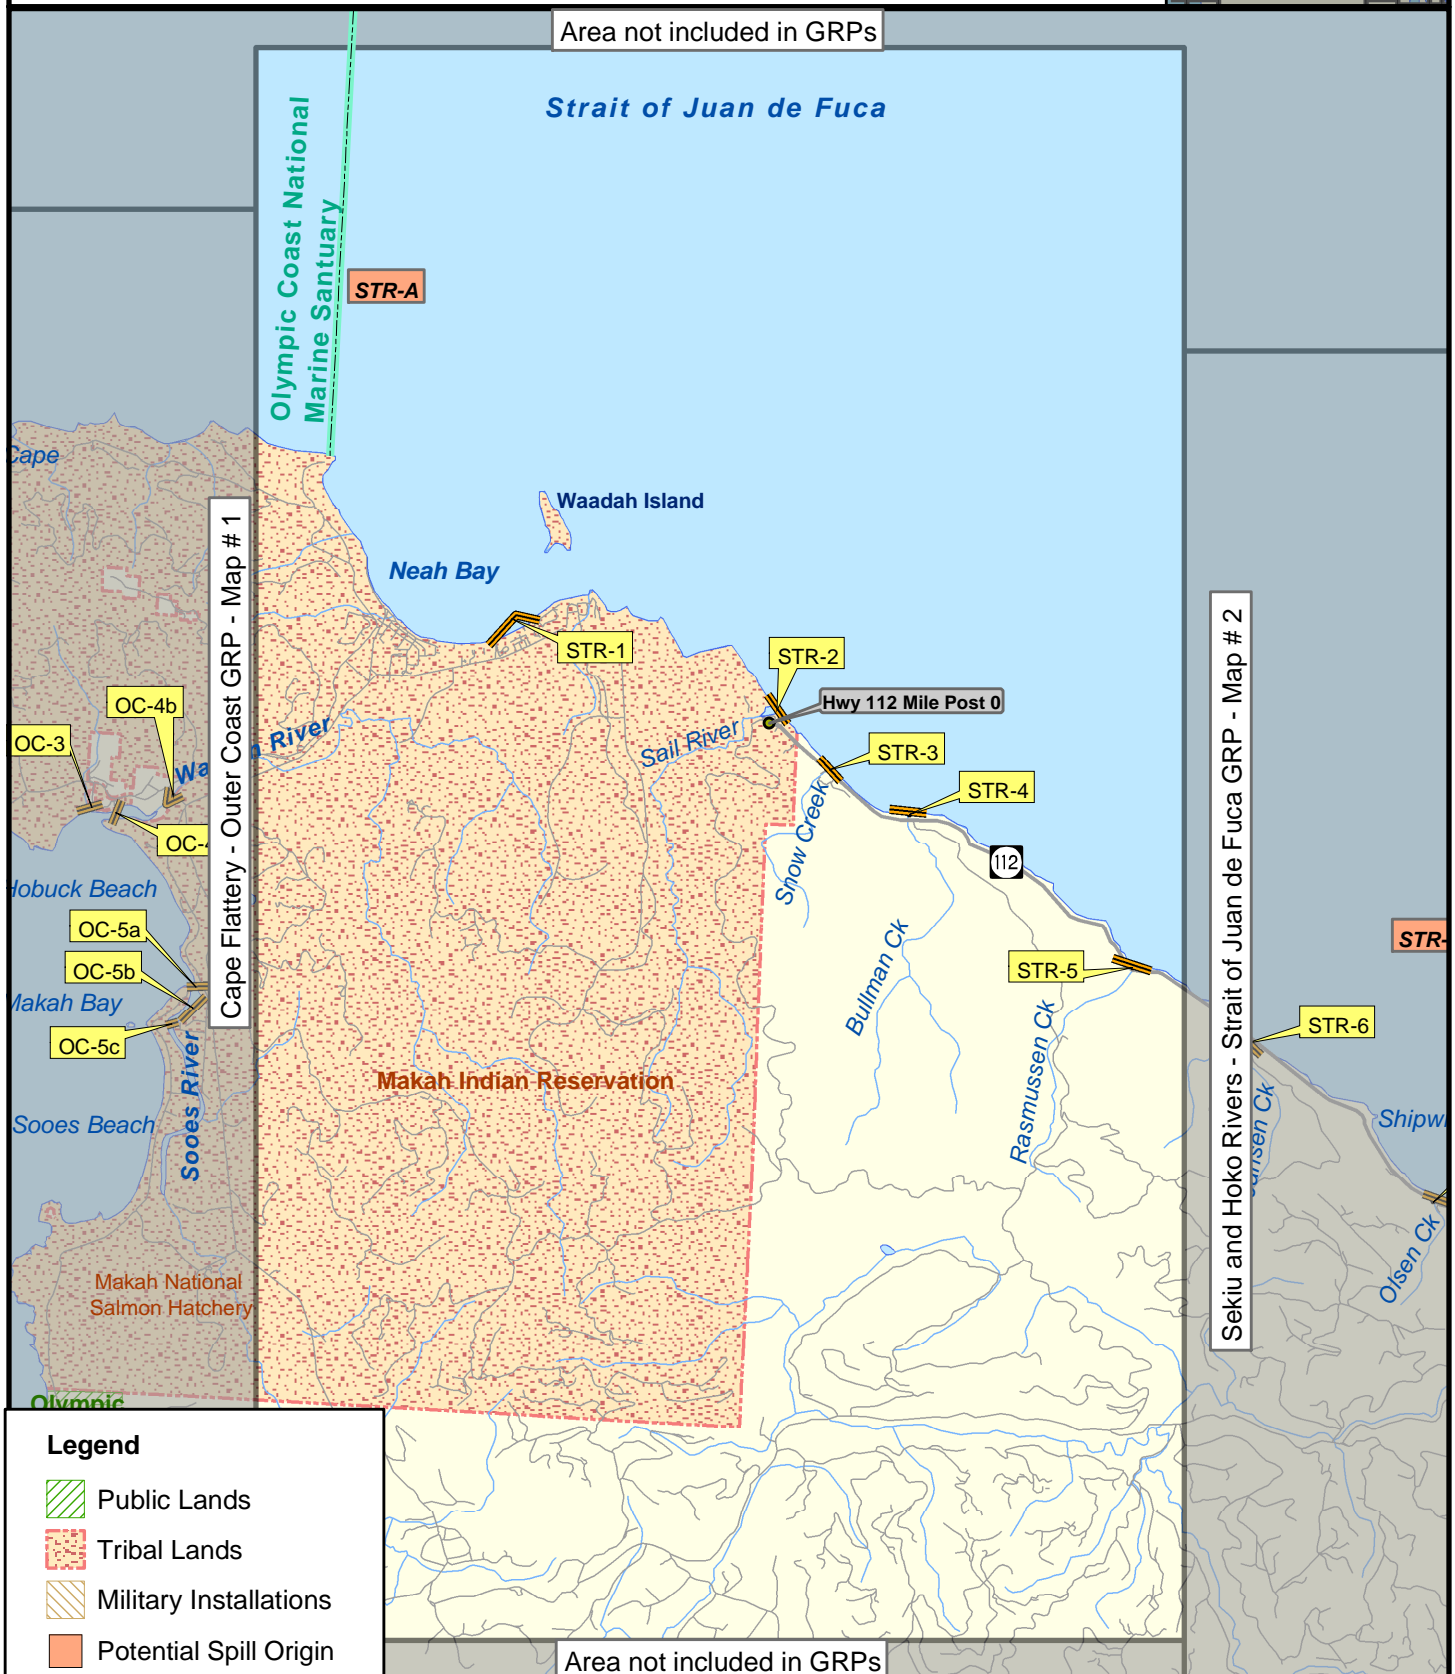 Area not included in GRPs
Strait of Juan de Fuca
Olympic Coast National
Marine Santuary
STR-A
Cape
Waadah Island
Neah Bay
STR-1
STR-2
Hwy 112 Mile Post 0
Sail River
STR-3
STR-4
Snow Creek
112
OC-4b
OC-3
River
OC-
Hobuck Beach
OC-5a
OC-5b
Makah Bay
OC-5c
Sooes River
Sooes Beach
Cape Flattery - Outer Coast GRP - Map # 1
Bullman Ck
STR-5
Rasmussen Ck
STR-
STR-6
Sekiu and Hoko Rivers - Strait of Juan de Fuca GRP - Map # 2
Ck
Shipw
Olsen Ck
Makah Indian Reservation
Makah National
Salmon Hatchery
Olympic
Legend
Public Lands
Tribal Lands
Military Installations
Potential Spill Origin
Area not included in GRPs